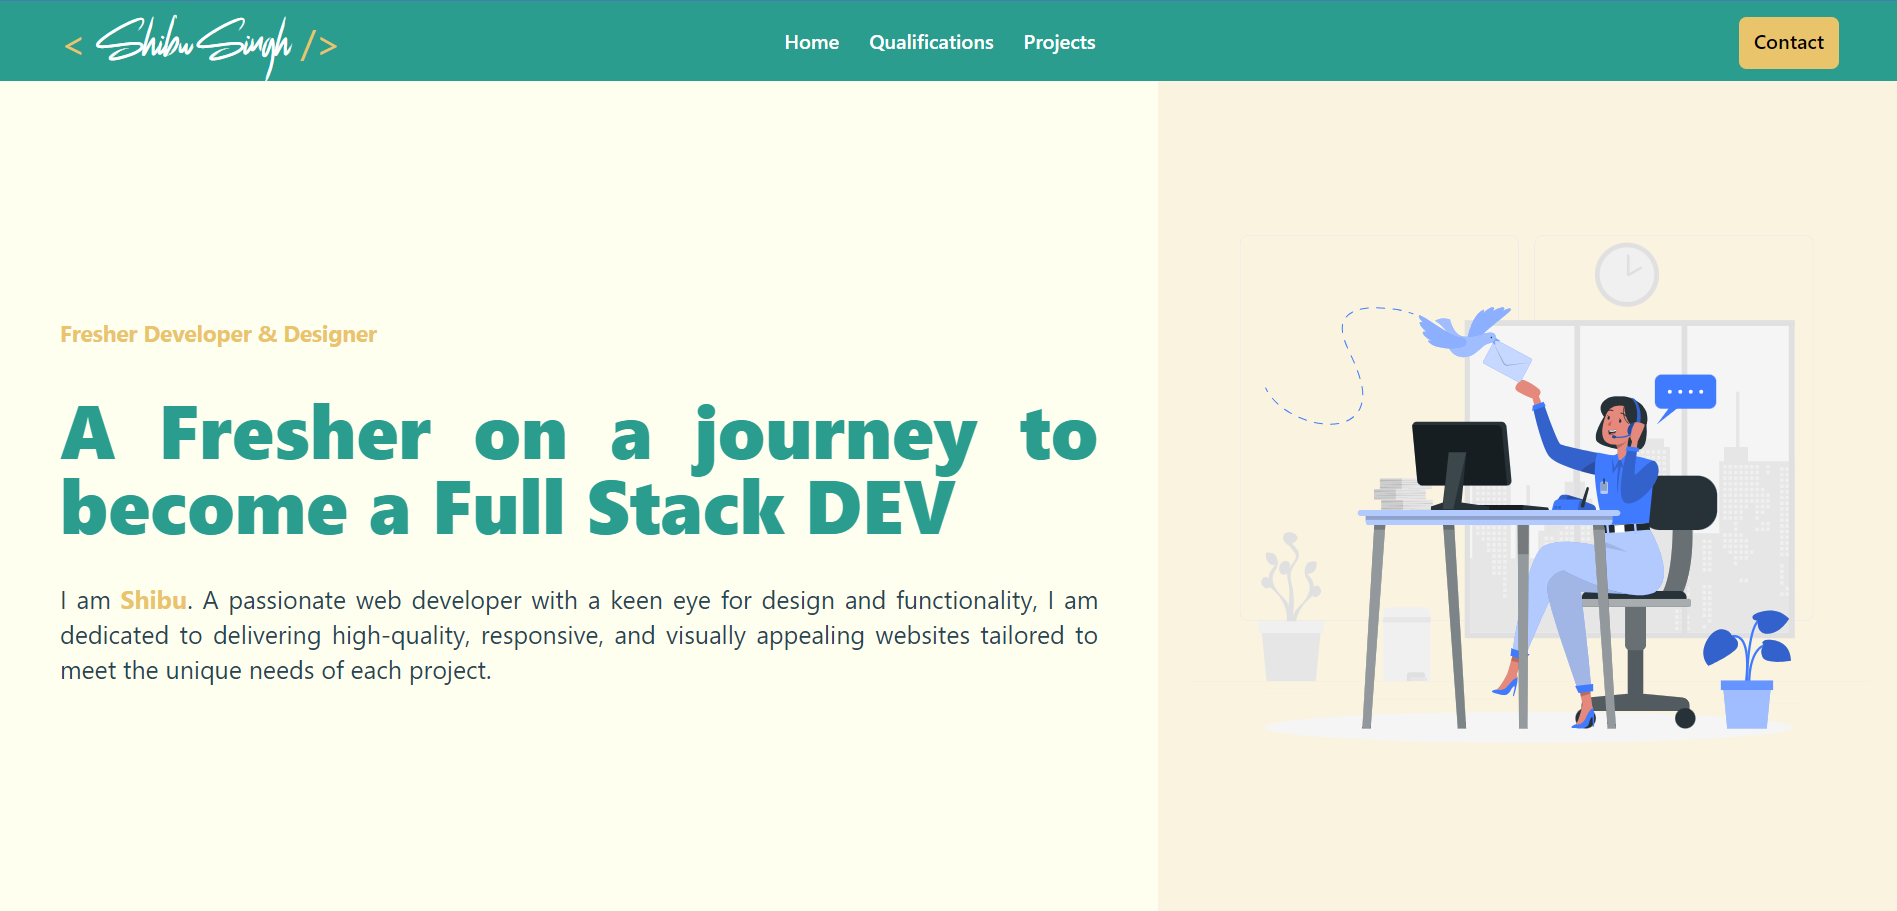 < Shibu Singh />
Home
Qualifications
Projects
Contact
Fresher Developer & Designer
A Fresher on a journey to
become a Full Stack DEV
I am Shibu. A passionate web developer with a keen eye for design and functionality, I am
dedicated to delivering high-quality, responsive, and visually appealing websites tailored to
meet the unique needs of each project.